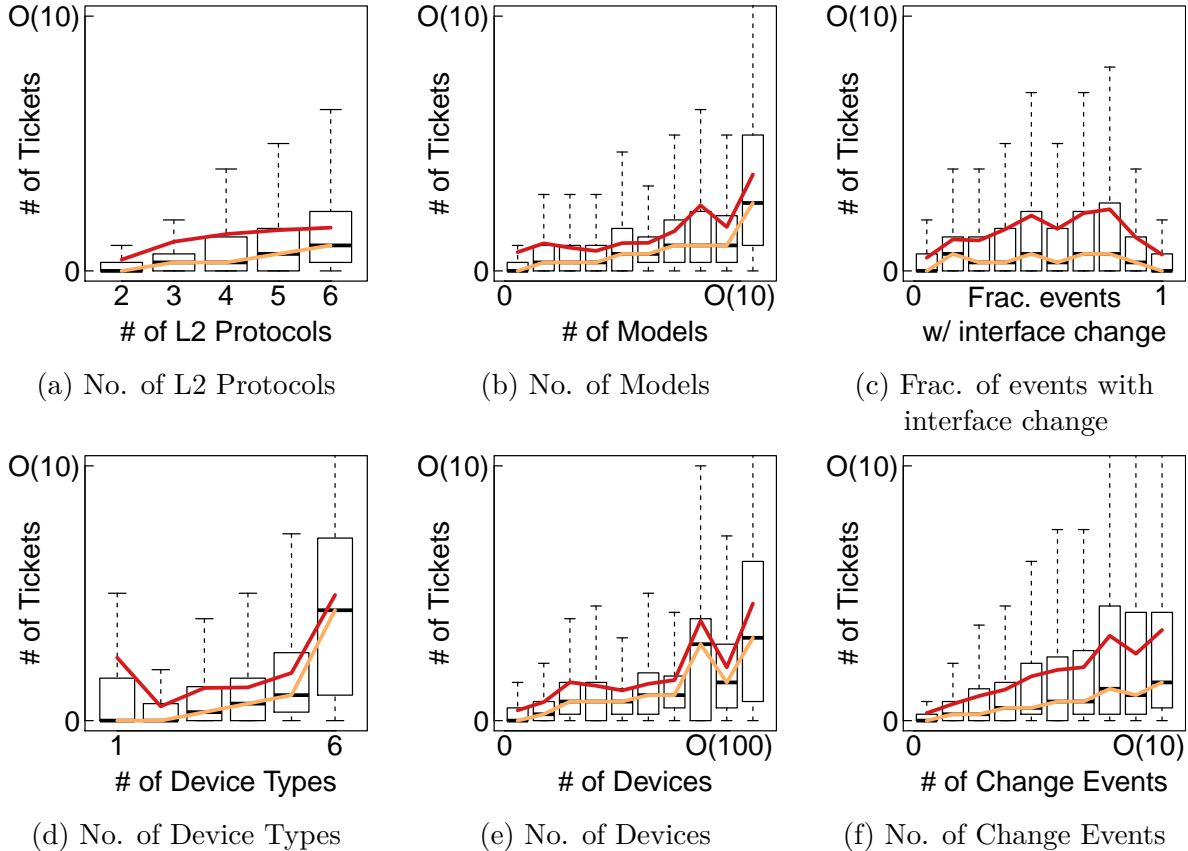 O(10)
# of Tickets
0
2 3 4 5 6
# of L2 Protocols
(a) No. of L2 Protocols
# of Tickets
0
0 O(10)
# of Models
(b) No. of Models
O(10)
# of Tickets
0
0 Frac. events 1
w/ interface change
(c) Frac. of events with
interface change
O(10)
# of Tickets
0
1 6
# of Device Types
(d) No. of Device Types
O(10)
# of Tickets
0
0 O(100)
# of Devices
(e) No. of Devices
O(10)
# of Tickets
0
0 O(10)
# of Change Events
(f) No. of Change Events